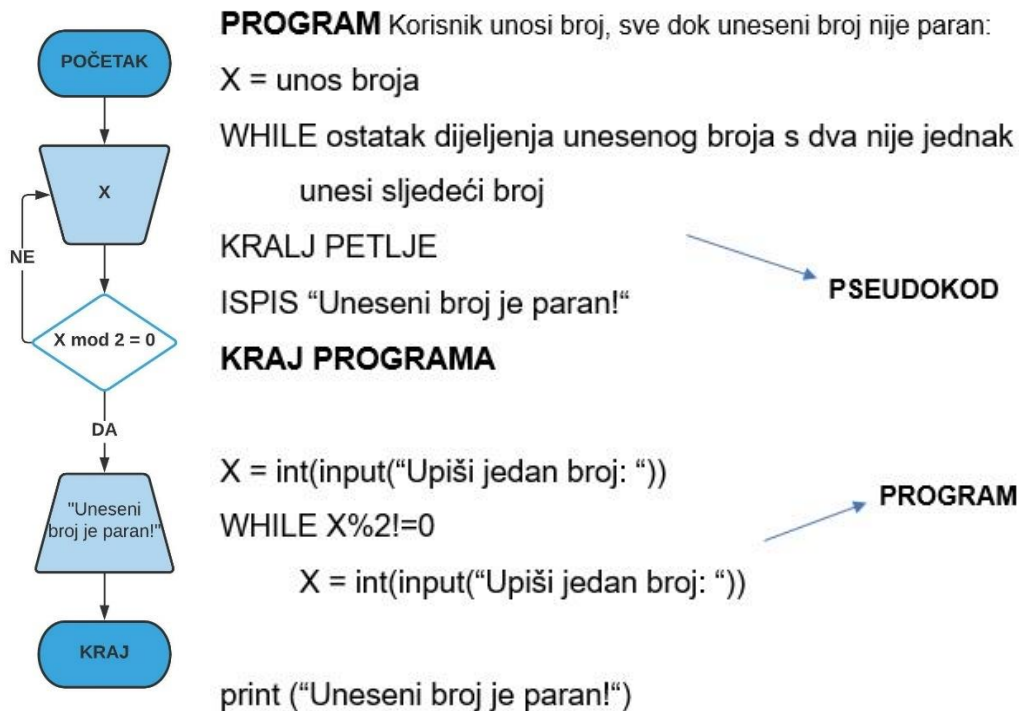 POČETAK
X
NE
X mod 2 = 0
DA
"Uneseni
broj je paran!"
KRAJ
PROGRAM Korisnik unosi broj, sve dok uneseni broj nije paran:
X = unos broja
WHILE ostatak dijeljenja unesenog broja s dva nije jednak
unesi sljedeći broj
KRALJ PETLJE
ISPIS “Uneseni broj je paran!“
KRAJ PROGRAMA
PSEUDOKOD
X = int(input(“Upiši jedan broj: “))
WHILE X%2!=0
X = int(input(“Upiši jedan broj: “))
print (“Uneseni broj je paran!“)
PROGRAM